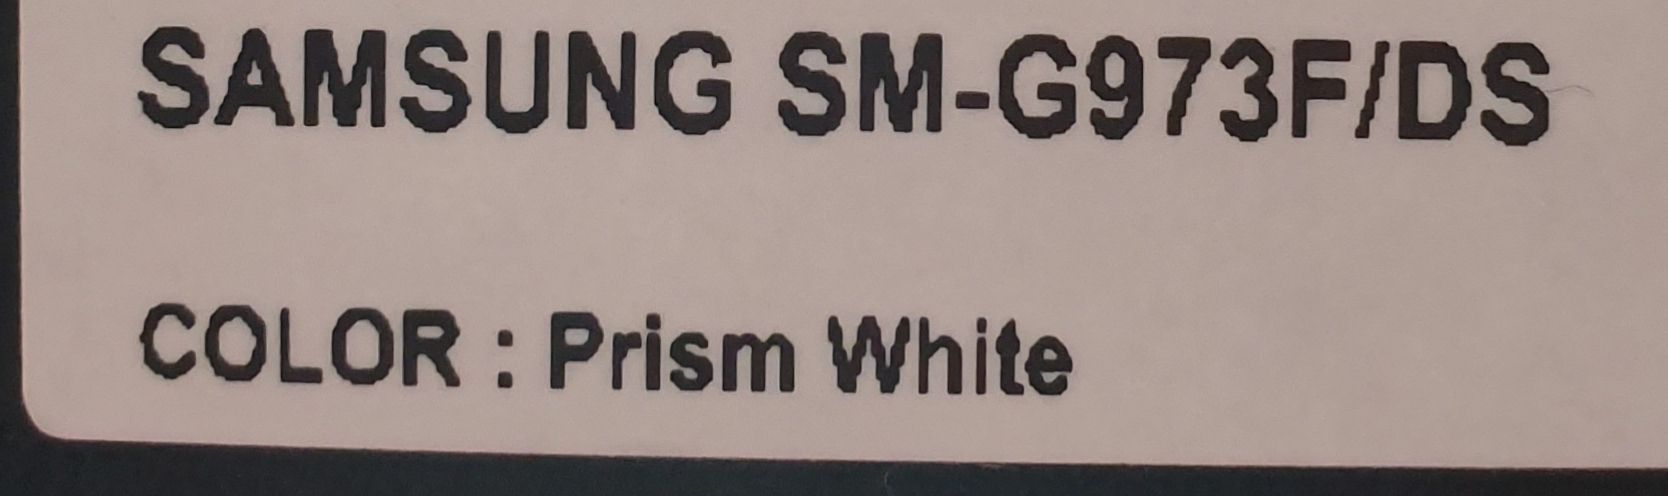 SAMSUNG SM-G973F/DS
COLOR : Prism White